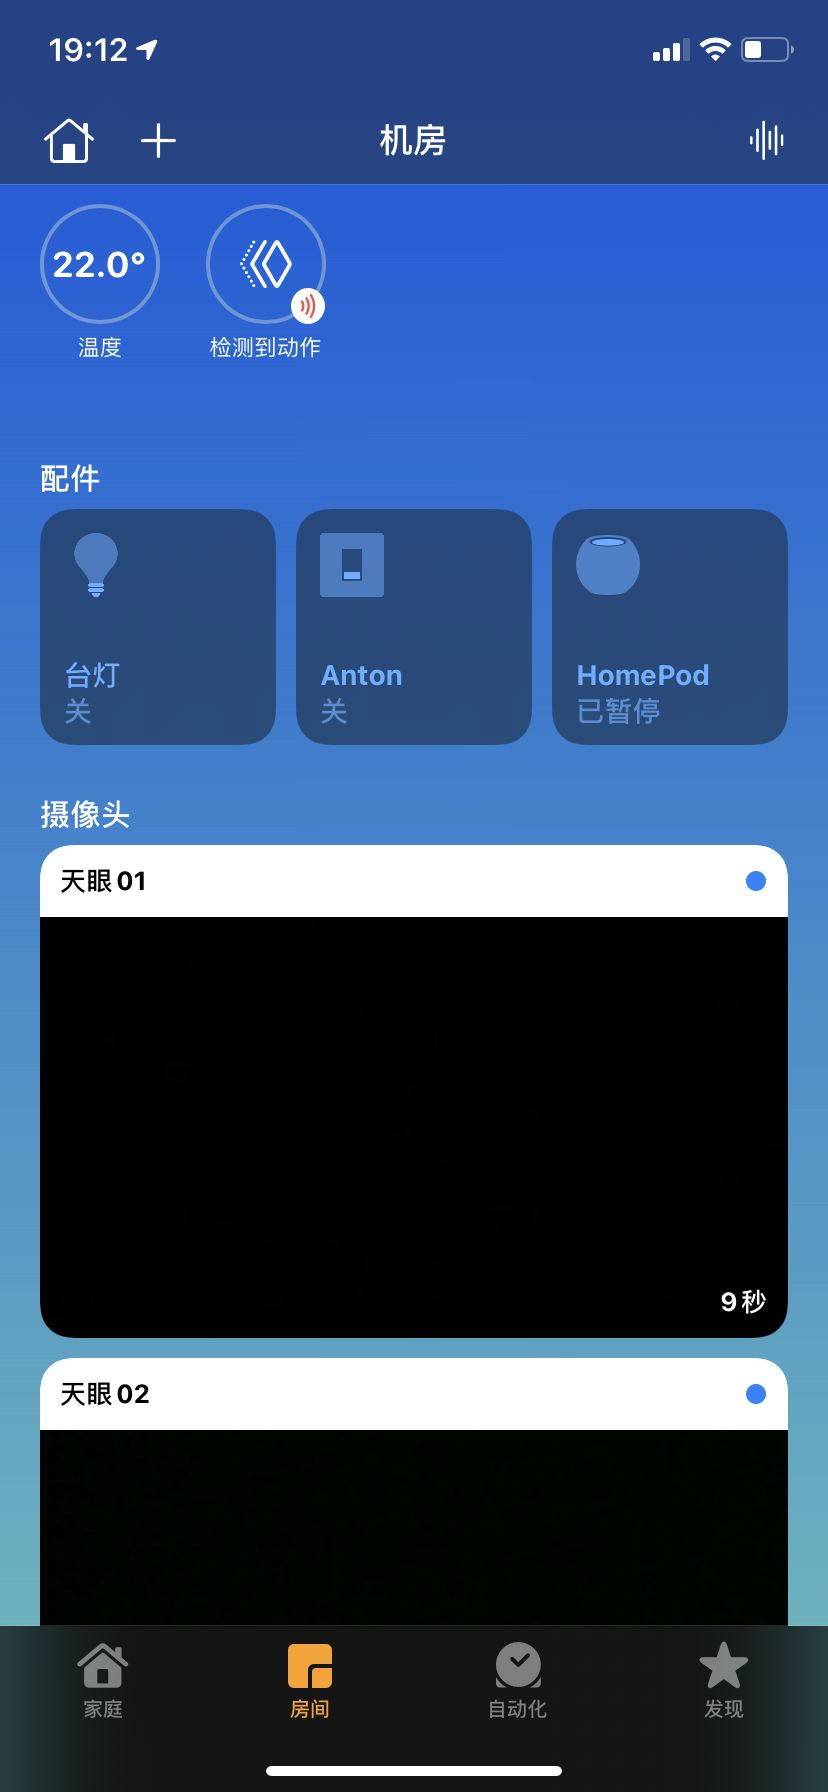 19:12
机房
22.0°
温度
检测到动作
配件
台灯
关
Anton
关
HomePod
已暂停
摄像头
天眼 01
9 秒
天眼 02
家庭
房间
自动化
发现